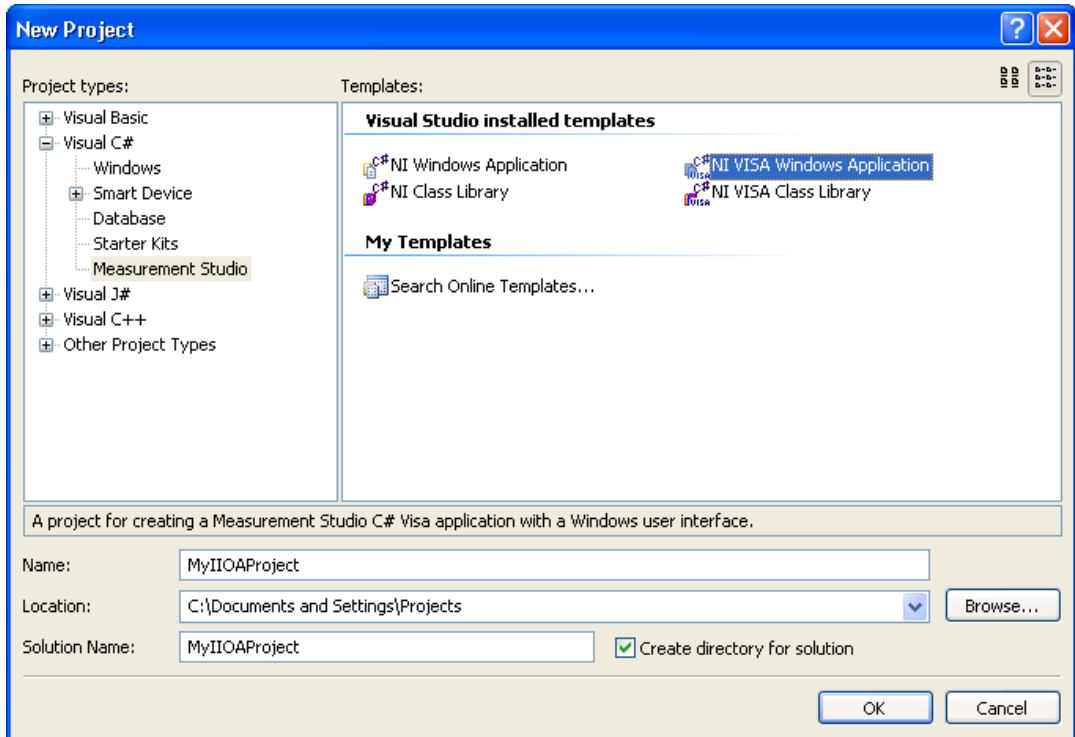 New Project
Project types:
Templates:
Visual Basic
Visual C#
Windows
Smart Device
Database
Starter Kits
Measurement Studio
Visual J#
Visual C++
Other Project Types
Visual Studio installed templates
NI Windows Application
NI VISA Windows Application
NI Class Library
NI VISA Class Library
My Templates
Search Online Templates...
A project for creating a Measurement Studio C# Visa application with a Windows user interface.
Name:
MyIIOAProject
Location:
C:\Documents and Settings\Projects
Browse...
Solution Name:
MyIIOAProject
Create directory for solution
OK
Cancel